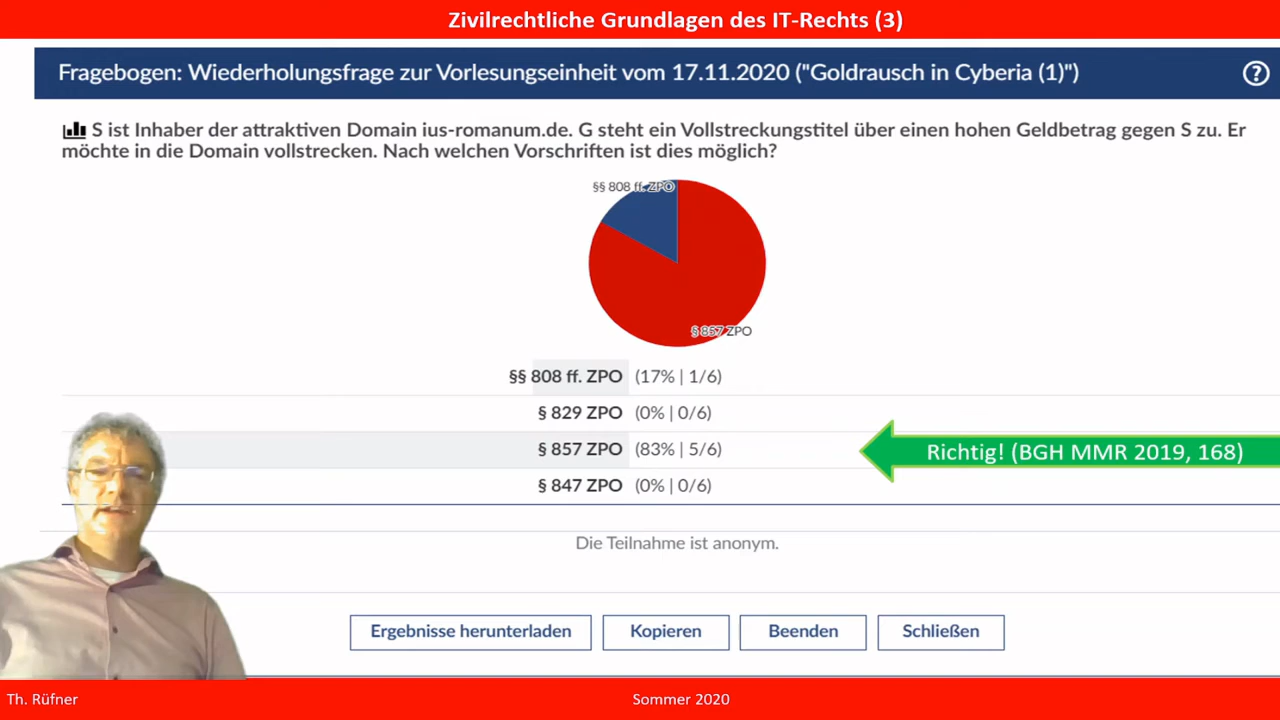 Zivilrechtliche Grundlagen des IT-Rechts (3)
Fragebogen: Wiederholungsfrage zur Vorlesungseinheit vom 17.11.2020 ("Goldrausch in Cyberia (1)")
?
S ist Inhaber der attraktiven Domain ius-romanum.de. G steht ein Vollstreckungstitel über einen hohen Geldbetrag gegen S zu. Er
möchte in die Domain vollstrecken. Nach welchen Vorschriften ist dies möglich?
§§ 808 ff. ZPO
§ 857 ZPO
§§ 808 ff. ZPO (17% | 1/6)
§ 829 ZPO (0% | 0/6)
§ 857 ZPO (83% | 5/6)
Richtig! (BGH MMR 2019, 168)
§ 847 ZPO (0% | 0/6)
Die Teilnahme ist anonym.
Ergebnisse herunterladen Kopieren Beenden Schließen
Th. Rüfner Sommer 2020